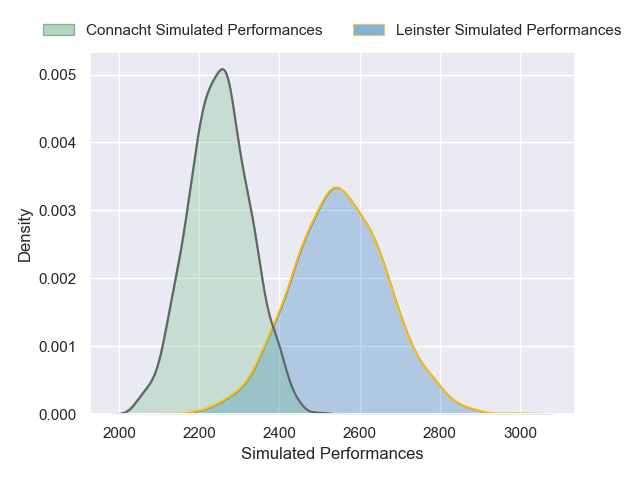 Connacht Simulated Performances
Leinster Simulated Performances
0.005
0.004
0.003
0.002
0.001
0.000
Density
2000 2200 2400 2600 2800 3000
Simulated Performances